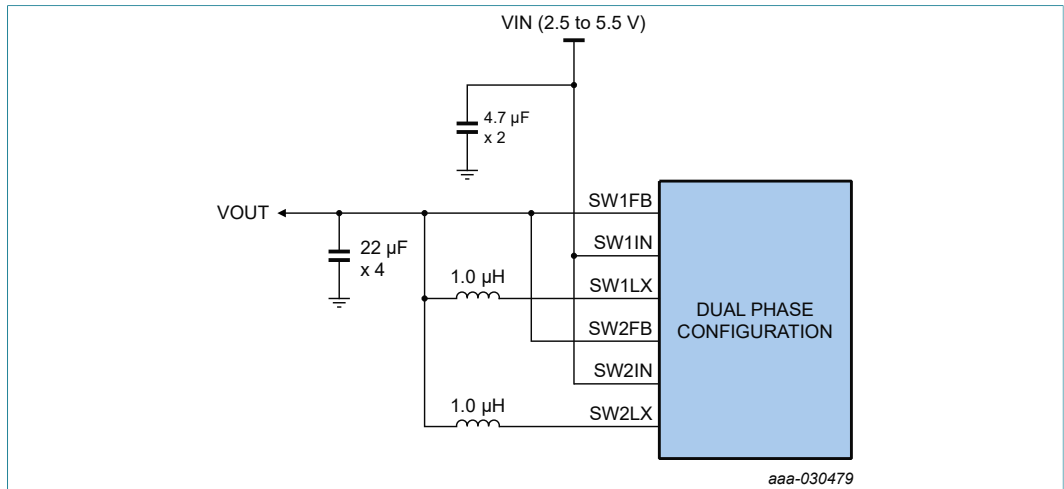 VIN (2.5 to 5.5 V)
4.7 µF
x 2
SW1FB
VOUT
SW1IN
22 µF
x 4
1.0 µH
SW1LX
DUAL PHASE
CONFIGURATION
SW2FB
SW2IN
1.0 µH
SW2LX
aaa-030479